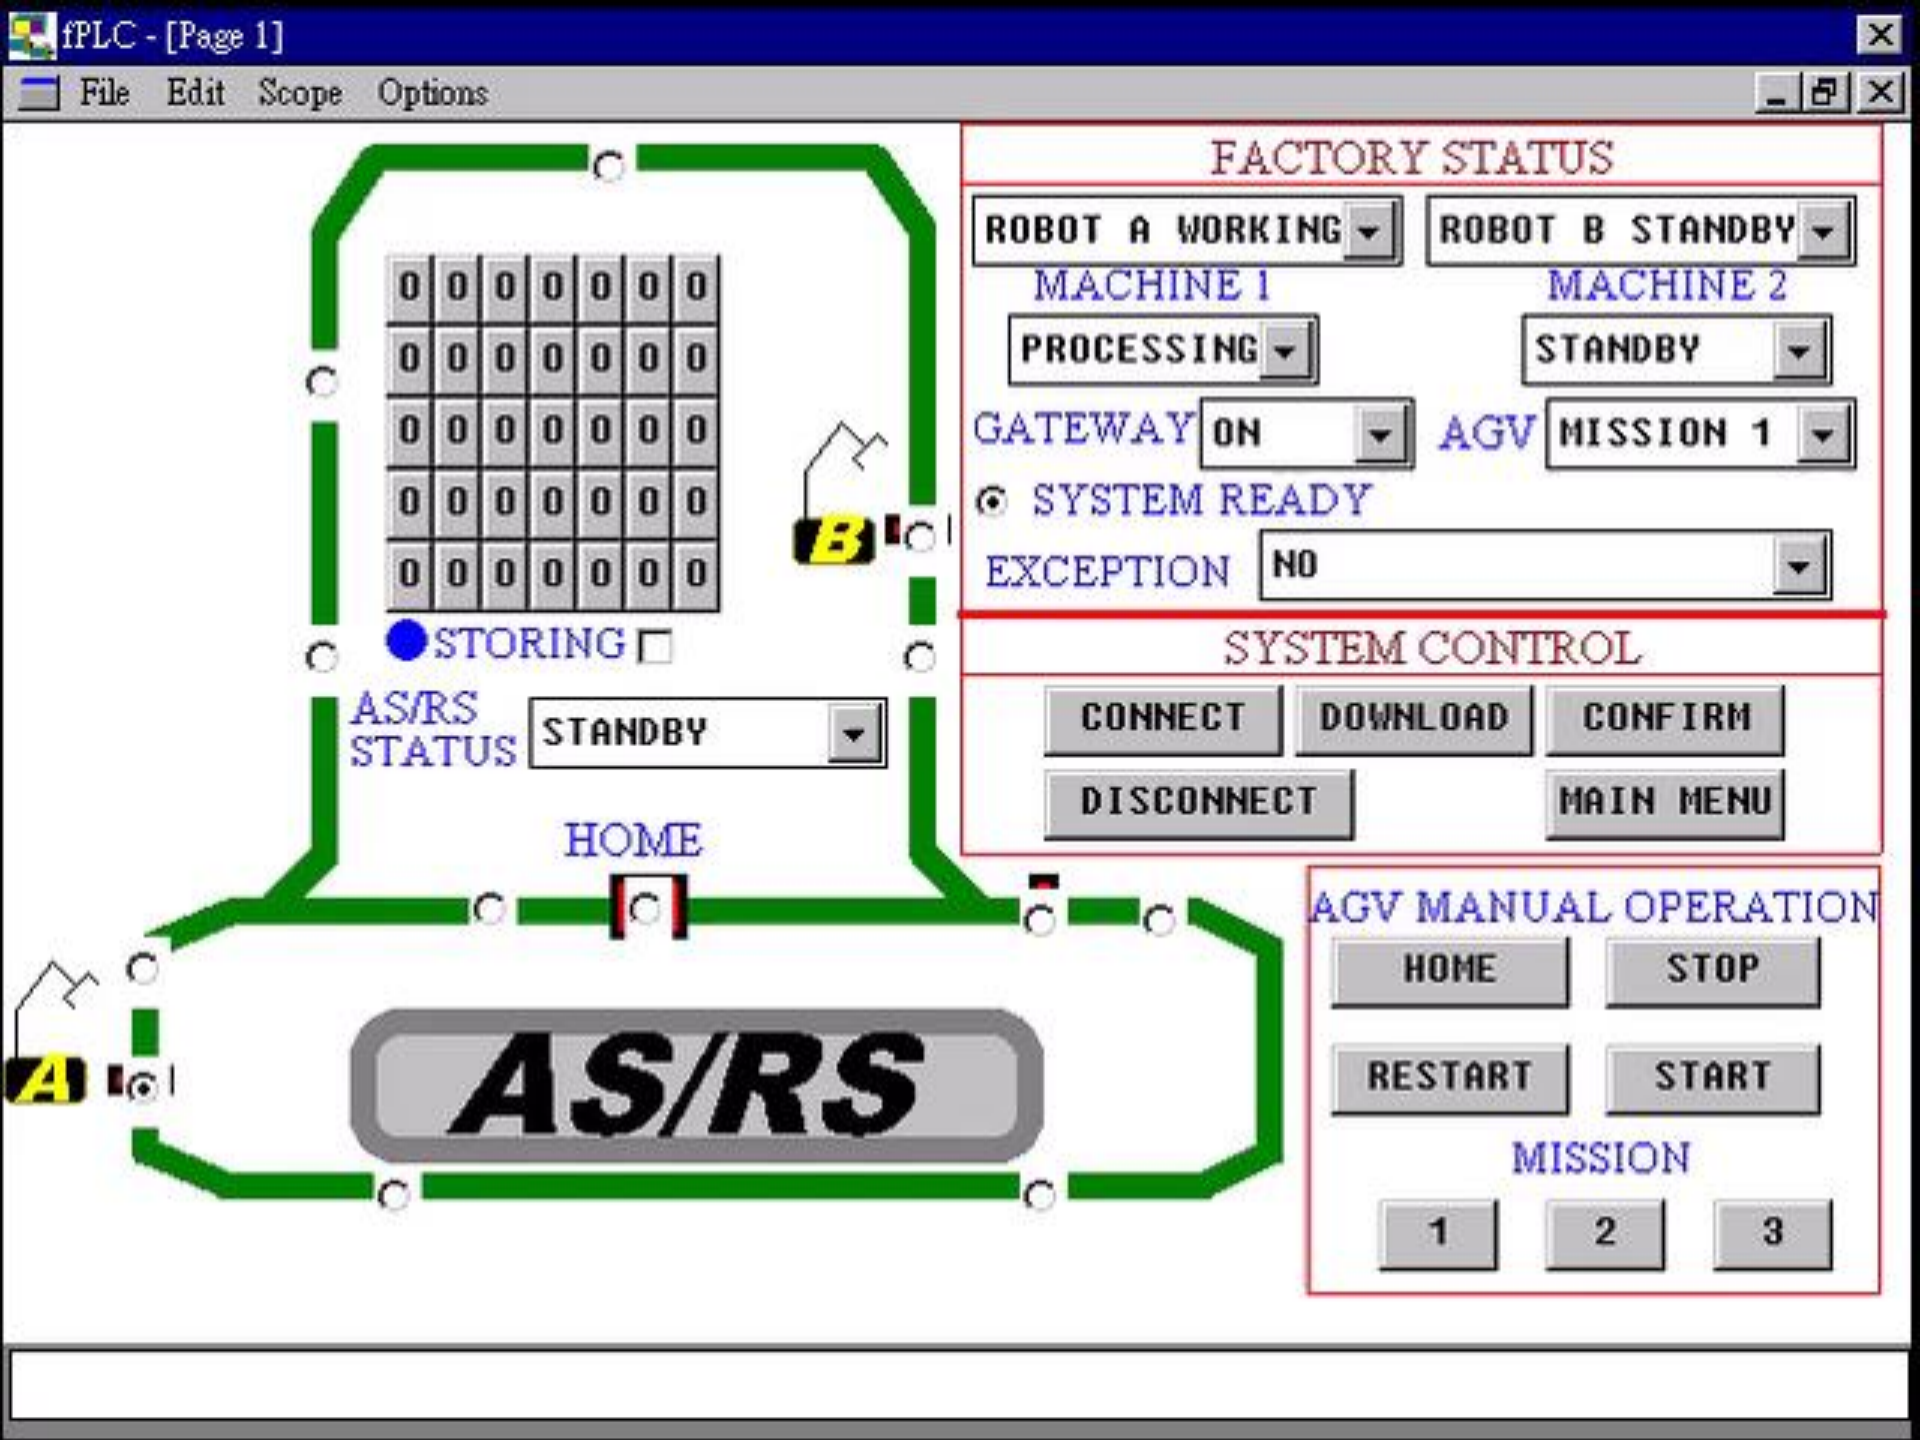 fPLC - [Page 1]
File Edit Scope Options
FACTORY STATUS
ROBOT A WORKING ROBOT B STANDBY
MACHINE 1 MACHINE 2
PROCESSING STANDBY
GATEWAY ON AGV MISSION 1
SYSTEM READY
EXCEPTION NO
0 0 0 0 0 0 0
0 0 0 0 0 0 0
0 0 0 0 0 0 0
0 0 0 0 0 0 0
0 0 0 0 0 0 0
B
STORING
AS/RS
STATUS
STANDBY
SYSTEM CONTROL
CONNECT DOWNLOAD CONFIRM
DISCONNECT MAIN MENU
HOME
A
AS/RS
AGV MANUAL OPERATION
HOME STOP
RESTART START
MISSION
1 2 3